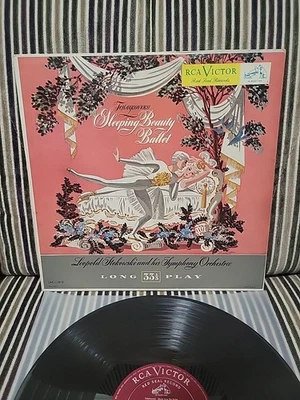 RCA VICTOR
Red Seal Records
TCHAIKOVSKY
Sleeping Beauty
Ballet
Leopold Stokowski and his Symphony Orchestra
LONG 33⅓ PLAY
RCA VICTOR
RED SEAL RECORD